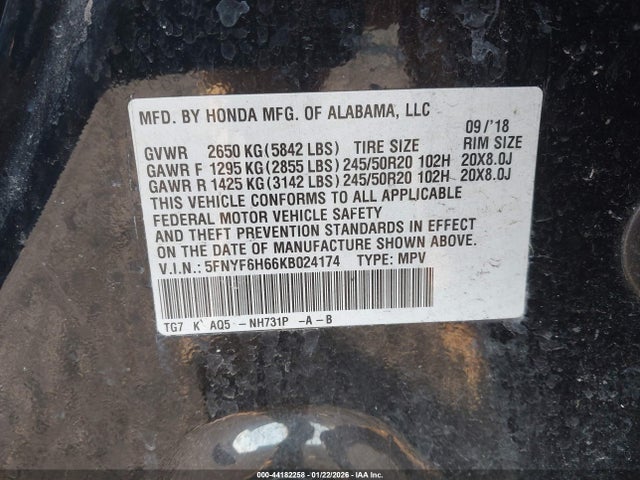 MFD. BY HONDA MFG. OF ALABAMA, LLC 09/'18
GVWR 2650 KG(5842 LBS) TIRE SIZE RIM SIZE
GAWR F 1295 KG(2855 LBS)245/50R20 102H 20X8.0J
GAWR R 1425 KG(3142 LBS)245/50R20 102H 20X8.0J
THIS VEHICLE CONFORMS TO ALL APPLICABLE
FEDERAL MOTOR VEHICLE SAFETY
AND THEFT PREVENTION STANDARDS IN EFFECT
ON THE DATE OF MANUFACTURE SHOWN ABOVE.
V.I.N.: 5FNYF6H66KB024174 TYPE: MPV
TG7 K` AQ5 -NH731P -A-B
000-44182258 - 01/22/2026 - IAA Inc.